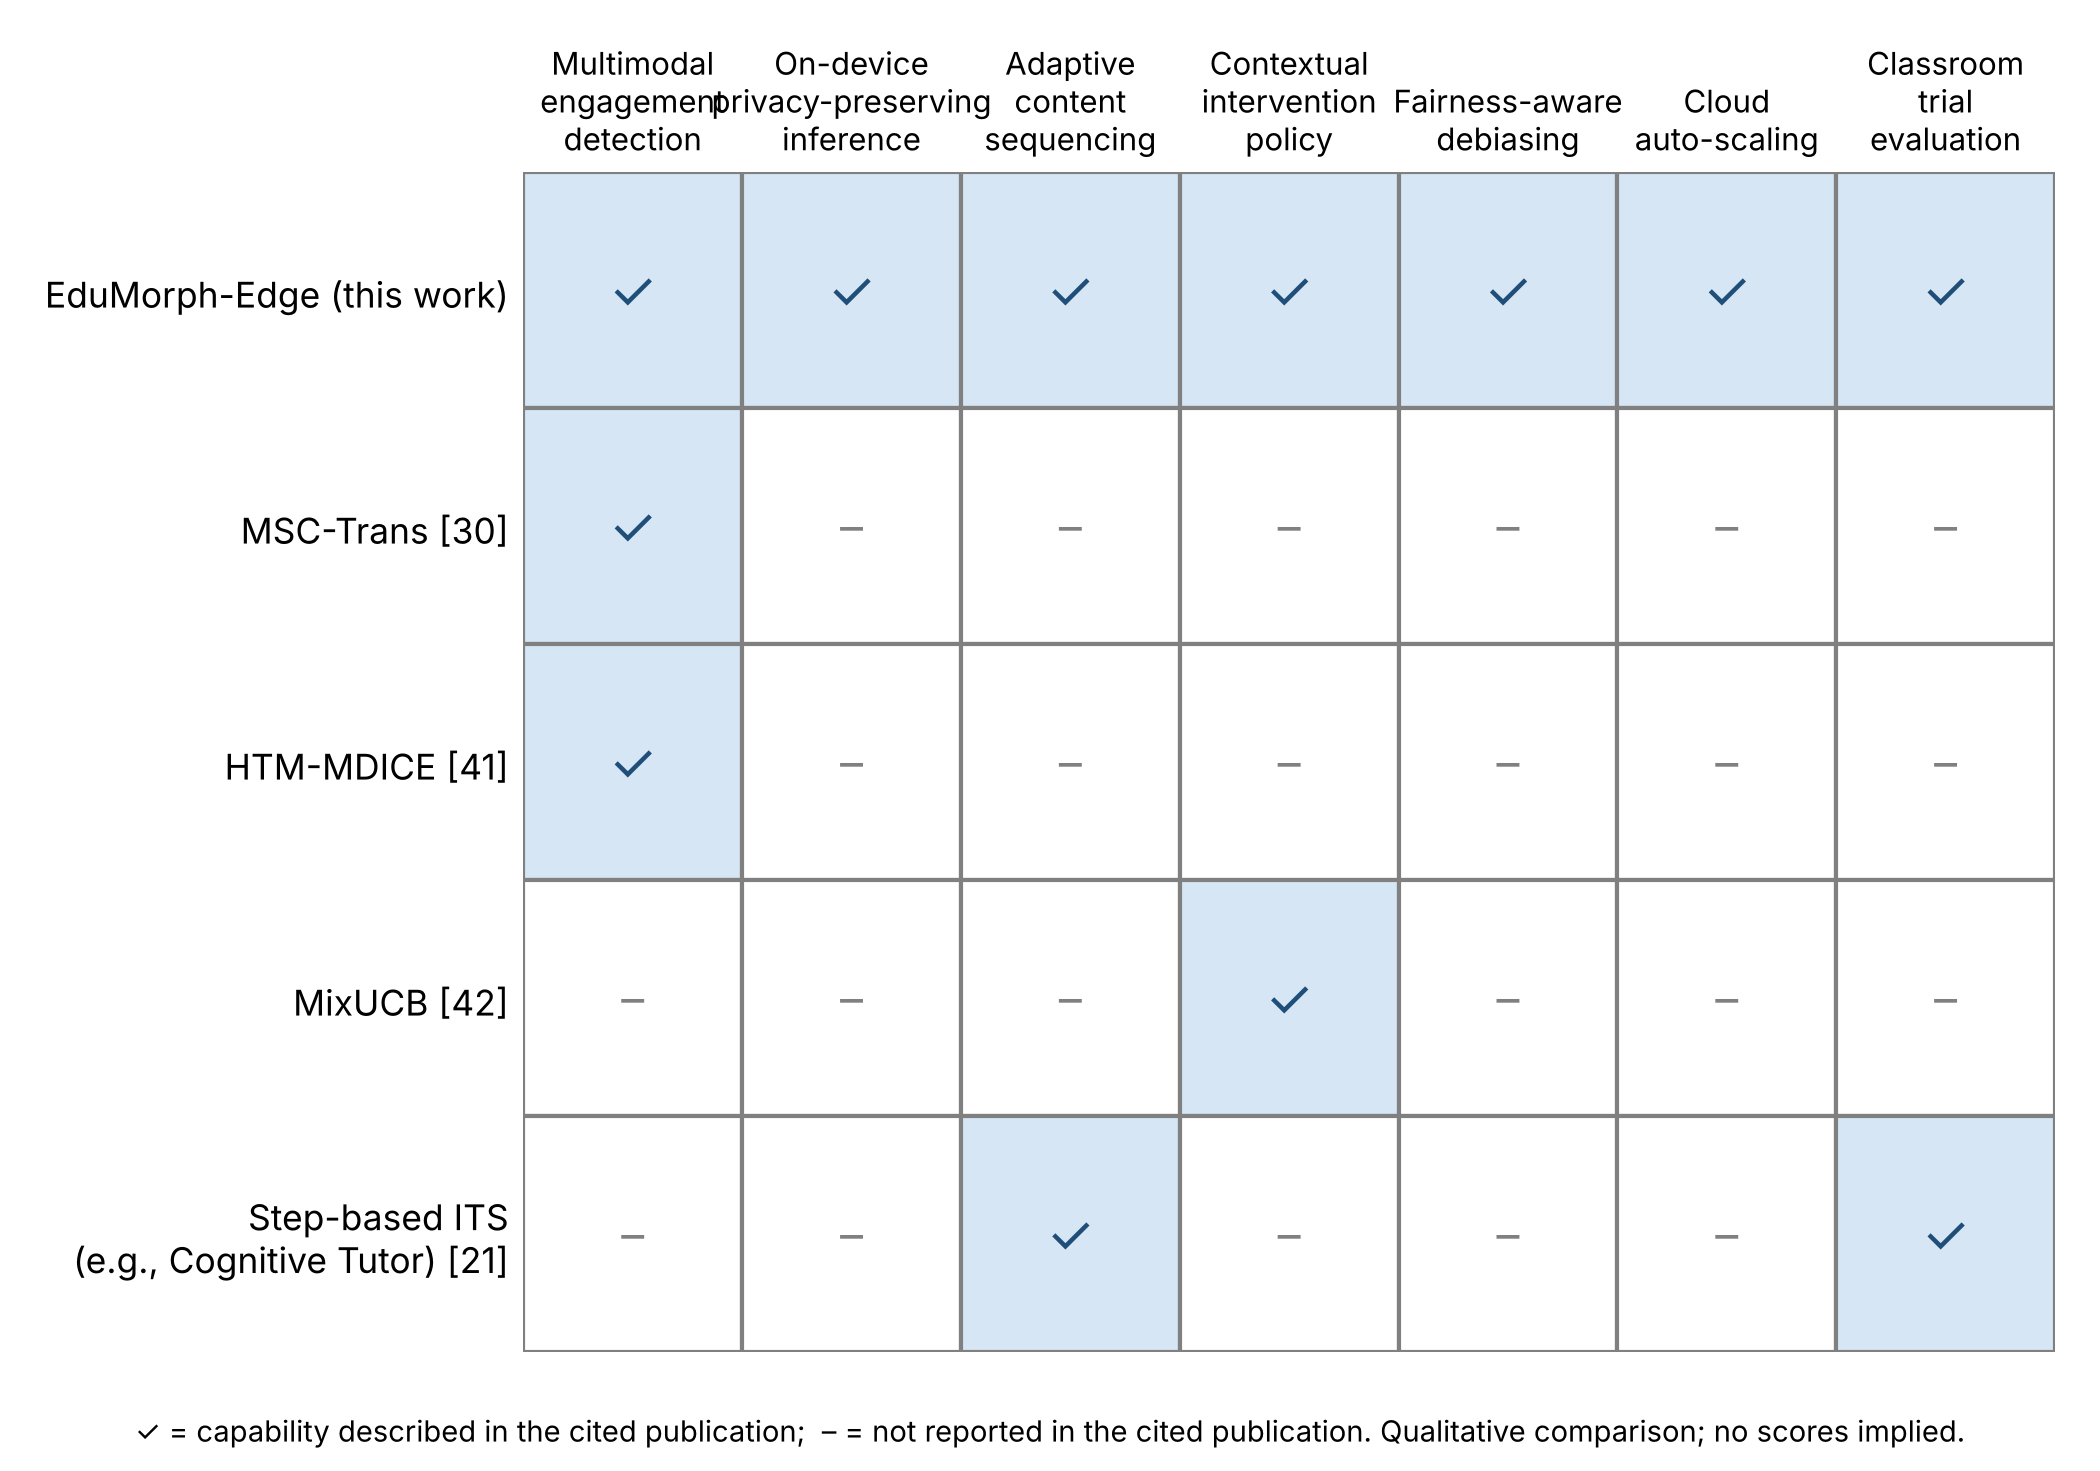 Multimodal
engagement
detection
On-device
privacy-preserving
inference
Adaptive
content
sequencing
Contextual
intervention
policy
Fairness-aware
debiasing
Cloud
auto-scaling
Classroom
trial
evaluation
EduMorph-Edge (this work) ✓ ✓ ✓ ✓ ✓ ✓ ✓
MSC-Trans [30] ✓ – – – – – –
HTM-MDICE [41] ✓ – – – – – –
MixUCB [42] – – – ✓ – – –
Step-based ITS
(e.g., Cognitive Tutor) [21] – – ✓ – – – ✓
✓ = capability described in the cited publication; – = not reported in the cited publication. Qualitative comparison; no scores implied.